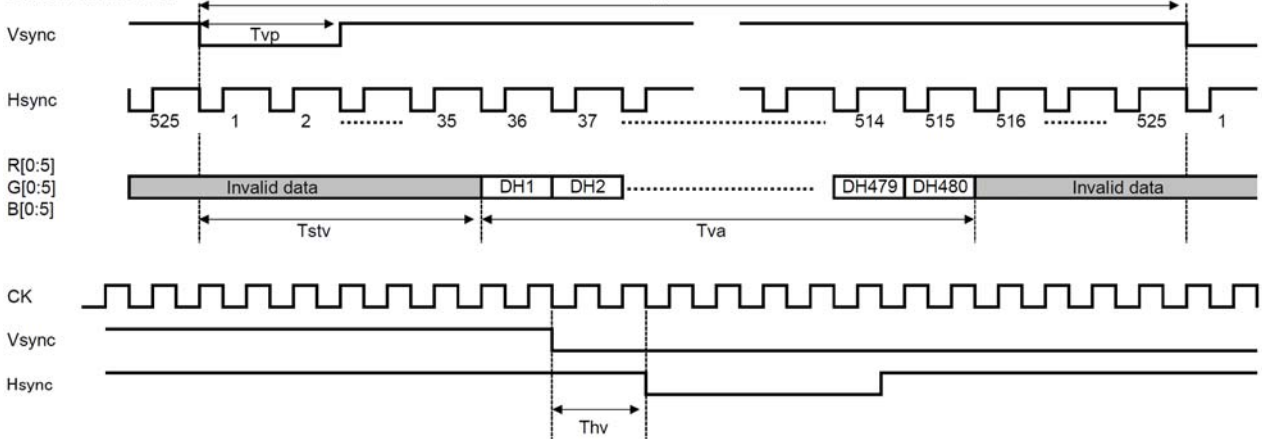 Vsync
Tvp
Hsync
525 1 2 ........ 35 36 37 ........ 514 515 516 ........ 525 1
R[0:5]
G[0:5]
B[0:5]
Invalid data DH1 DH2 ........ DH479 DH480 Invalid data
Tstv Tva
CK
Vsync
Hsync
Thv